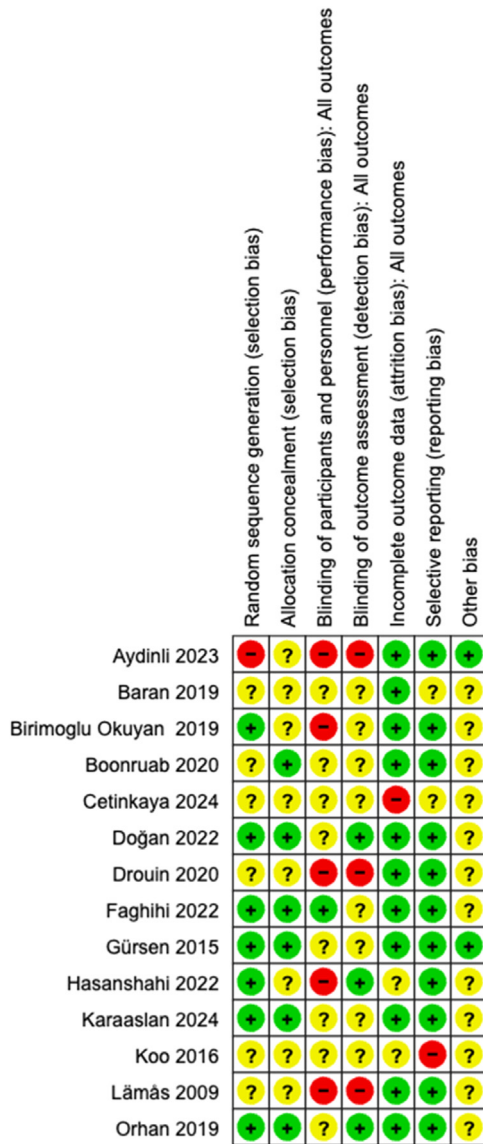 Random sequence generation (selection bias)
Allocation concealment (selection bias)
Blinding of participants and personnel (performance bias): All outcomes
Blinding of outcome assessment (detection bias): All outcomes
Incomplete outcome data (attrition bias): All outcomes
Selective reporting (reporting bias)
Other bias
Aydinli 2023 - ? - - + + +
Baran 2019 ? ? ? ? + ? ?
Birimoglu Okuyan 2019 + ? - ? + + ?
Boonruab 2020 ? + ? ? + + ?
Cetinkaya 2024 ? ? ? ? - ? ?
Doğan 2022 + + ? + + + ?
Drouin 2020 ? ? - - + + ?
Faghihi 2022 + + + ? + + ?
Gürsen 2015 + + ? ? + + +
Hasanshahi 2022 + ? - + ? + ?
Karaaslan 2024 + + ? ? + + ?
Koo 2016 ? ? ? ? ? - ?
Lämås 2009 ? ? - - + + ?
Orhan 2019 + + ? + + + ?